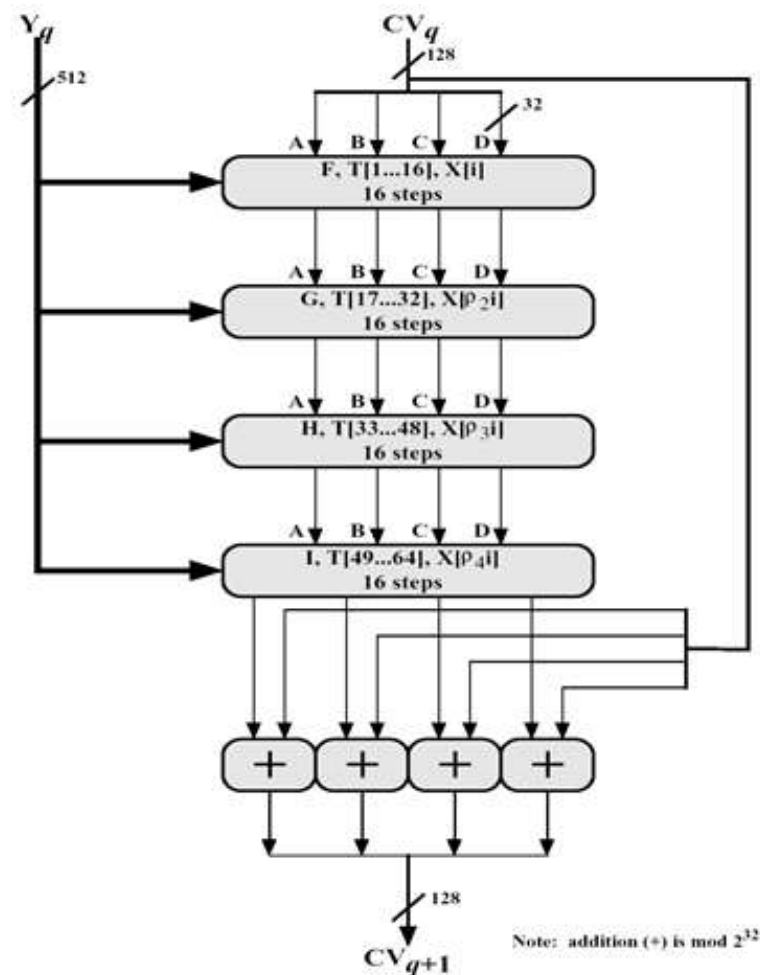 Yq CVq
512
128
32
A B C D
F, T[1...16], X[i]
16 steps
A B C D
G, T[17...32], X[ρ2i]
16 steps
A B C D
H, T[33...48], X[ρ3i]
16 steps
A B C D
I, T[49...64], X[ρ4i]
16 steps
+ + + +
128
CVq+1
Note: addition (+) is mod 2^32